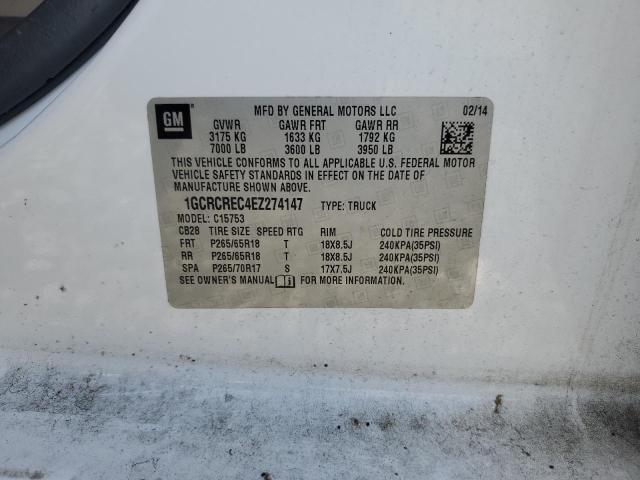 GM
MFD BY GENERAL MOTORS LLC 02/14
GVWR GAWR FRT GAWR RR
3175 KG 1633 KG 1792 KG
7000 LB 3600 LB 3950 LB
THIS VEHICLE CONFORMS TO ALL APPLICABLE U.S. FEDERAL MOTOR
VEHICLE SAFETY STANDARDS IN EFFECT ON THE DATE OF
MANUFACTURE SHOWN ABOVE.
1GCRCREC4EZ274147 TYPE: TRUCK
MODEL: C15753
CB28 TIRE SIZE SPEED RTG RIM COLD TIRE PRESSURE
FRT P265/65R18 T 18X8.5J 240KPA(35PSI)
RR P265/65R18 T 18X8.5J 240KPA(35PSI)
SPA P265/70R17 S 17X7.5J 240KPA(35PSI)
SEE OWNER'S MANUAL FOR MORE INFORMATION.